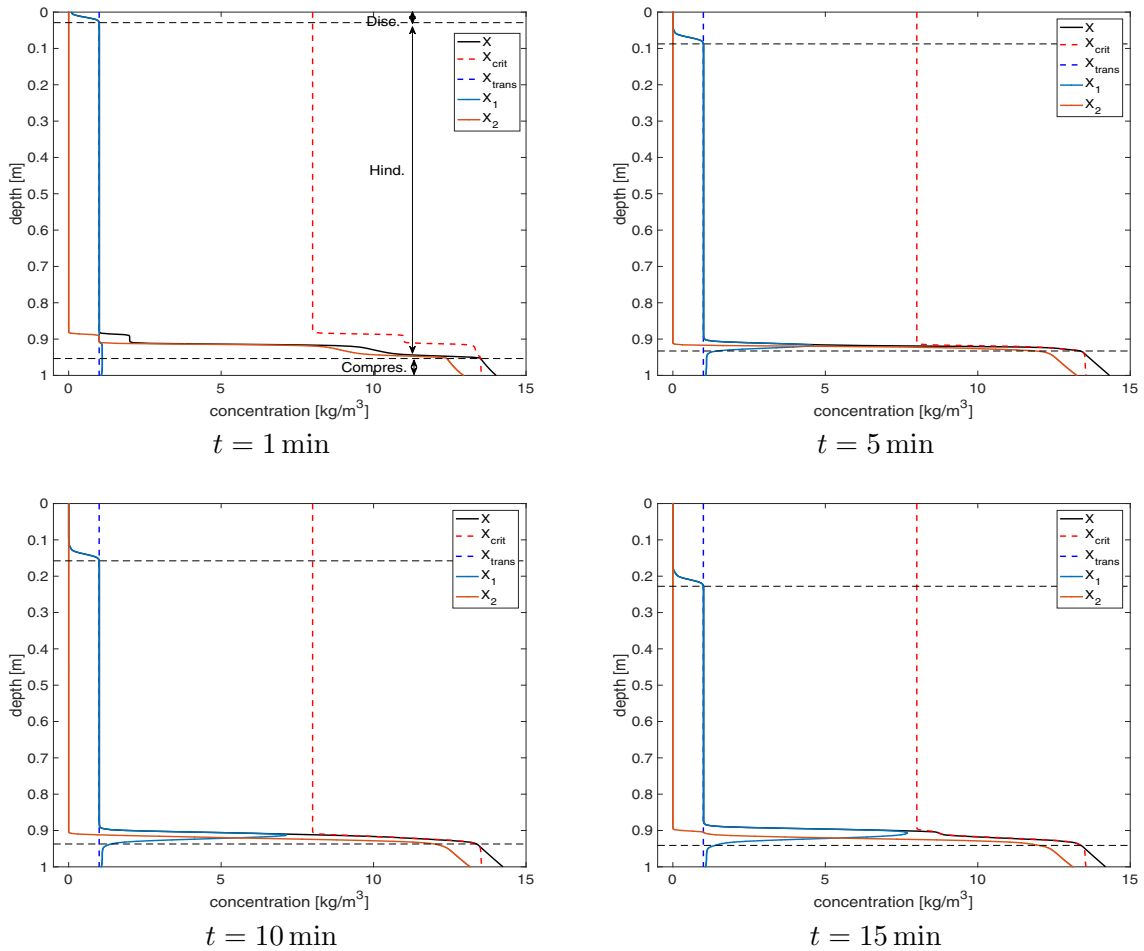 0
0.1
0.2
0.3
0.4
0.5
0.6
0.7
0.8
0.9
1
depth [m]
Disc.
Hind.
Compres.
X
X_crit
X_trans
X_1
X_2
0 5 10 15
concentration [kg/m^3]
t = 1 min
0
0.1
0.2
0.3
0.4
0.5
0.6
0.7
0.8
0.9
1
depth [m]
X
X_crit
X_trans
X_1
X_2
0 5 10 15
concentration [kg/m^3]
t = 5 min
0
0.1
0.2
0.3
0.4
0.5
0.6
0.7
0.8
0.9
1
depth [m]
X
X_crit
X_trans
X_1
X_2
0 5 10 15
concentration [kg/m^3]
t = 10 min
0
0.1
0.2
0.3
0.4
0.5
0.6
0.7
0.8
0.9
1
depth [m]
X
X_crit
X_trans
X_1
X_2
0 5 10 15
concentration [kg/m^3]
t = 15 min